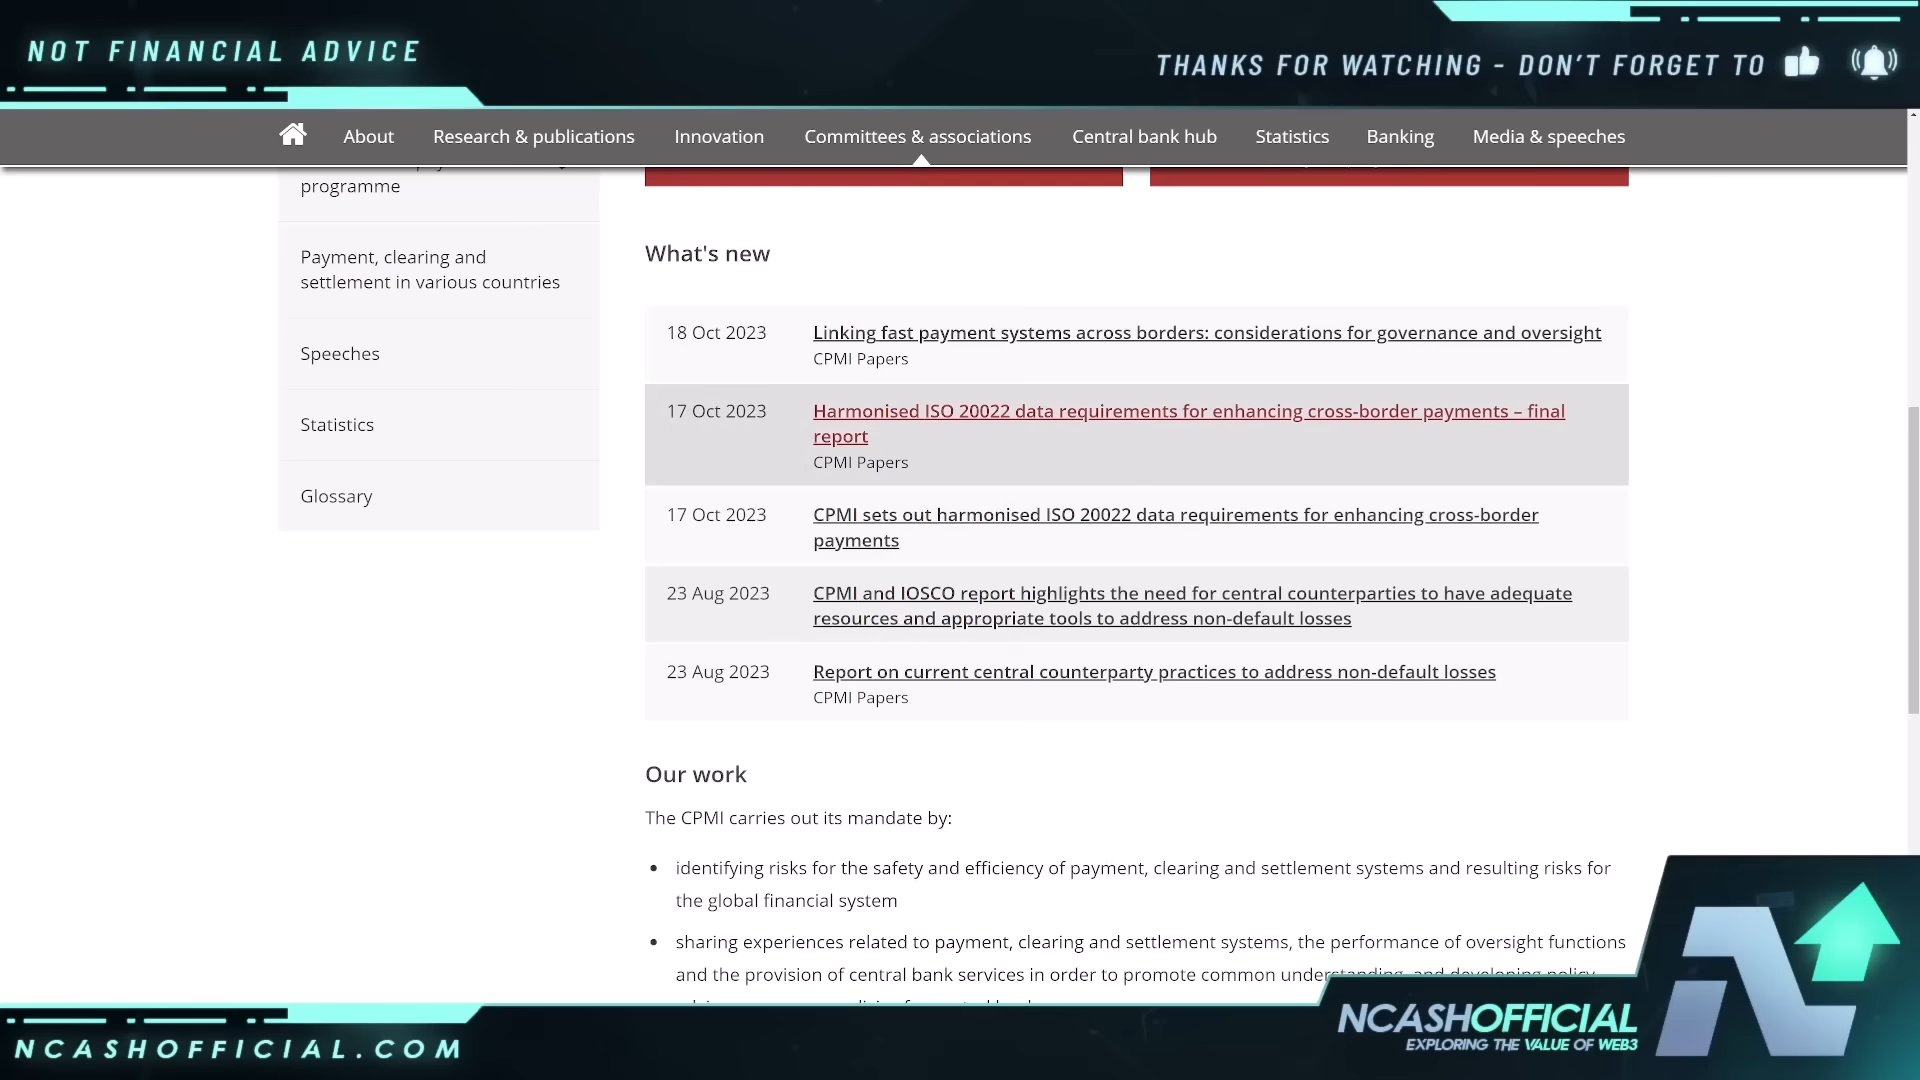 NOT FINANCIAL ADVICE
THANKS FOR WATCHING - DON'T FORGET TO
About
Research & publications
Innovation
Committees & associations
Central bank hub
Statistics
Banking
Media & speeches
programme
Payment, clearing and
settlement in various countries
Speeches
Statistics
Glossary
What's new
18 Oct 2023
Linking fast payment systems across borders: considerations for governance and oversight
CPMI Papers
17 Oct 2023
Harmonised ISO 20022 data requirements for enhancing cross-border payments – final
report
CPMI Papers
17 Oct 2023
CPMI sets out harmonised ISO 20022 data requirements for enhancing cross-border
payments
23 Aug 2023
CPMI and IOSCO report highlights the need for central counterparties to have adequate
resources and appropriate tools to address non-default losses
23 Aug 2023
Report on current central counterparty practices to address non-default losses
CPMI Papers
Our work
The CPMI carries out its mandate by:
• identifying risks for the safety and efficiency of payment, clearing and settlement systems and resulting risks for
the global financial system
• sharing experiences related to payment, clearing and settlement systems, the performance of oversight functions
and the provision of central bank services in order to promote common understanding, and developing policy
NCASHOFFICIAL
EXPLORING THE VALUE OF WEB3
NCASHOFFICIAL.COM